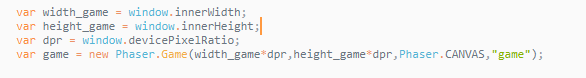 var width_game = window.innerWidth;
var height_game = window.innerHeight;
var dpr = window.devicePixelRatio;
var game = new Phaser.Game(width_game*dpr,height_game*dpr,Phaser.CANVAS,"game");